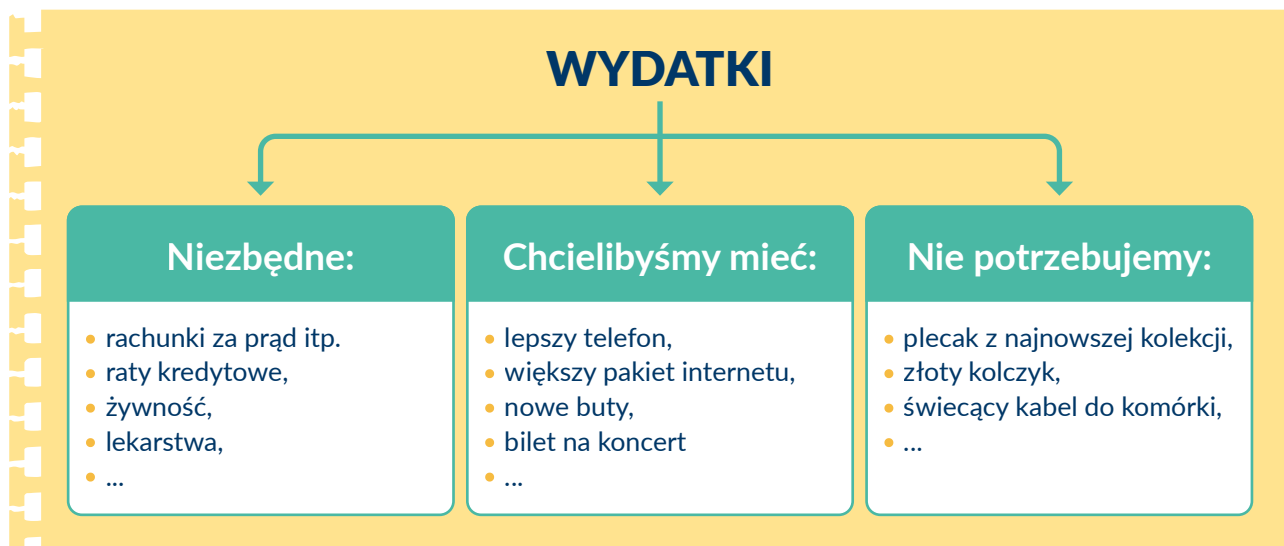 WYDATKI
Niezbędne:
• rachunki za prąd itp.
• raty kredytowe,
• żywność,
• lekarstwa,
• ...
Chcielibyśmy mieć:
• lepszy telefon,
• większy pakiet internetu,
• nowe buty,
• bilet na koncert
• ...
Nie potrzebujemy:
• plecak z najnowszej kolekcji,
• złoty kolczyk,
• świecący kabel do komórki,
• ...